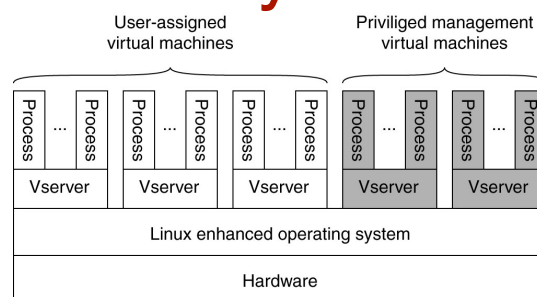 y
User-assigned
virtual machines
Priviliged management
virtual machines
Process ... Process Process ... Process Process ... Process Process ... Process Process ... Process
Vserver Vserver Vserver Vserver Vserver
Linux enhanced operating system
Hardware